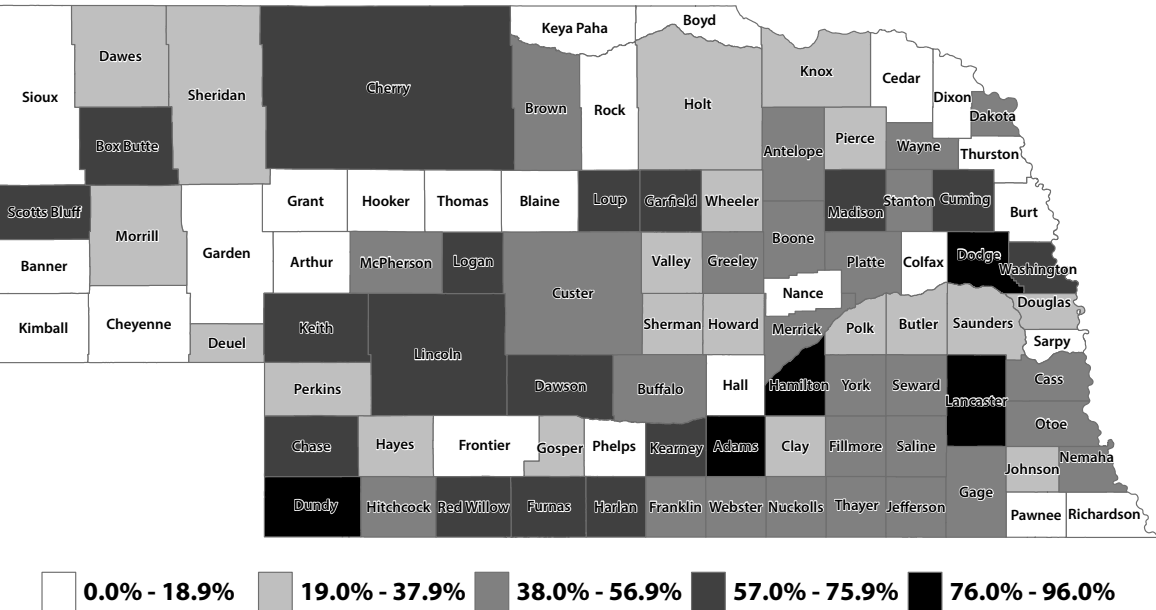 Keya Paha Boyd
Dawes Knox
Cedar
Sioux Sheridan Cherry Brown Rock Holt Dixon
Dakota
Box Butte Antelope Pierce Wayne Thurston
Scotts Bluff Grant Hooker Thomas Blaine Loup Garfield Wheeler Madison Stanton Cuming Burt
Morrill Garden
Banner Arthur McPherson Logan Valley Greeley Boone Platte Colfax Dodge Washington
Custer Nance
Kimball Cheyenne Keith Sherman Howard Merrick Polk Butler Saunders Douglas
Deuel Lincoln Sarpy
Perkins Dawson Buffalo Hall Hamilton York Seward Lancaster Cass
Otoe
Chase Hayes Frontier Gosper Phelps Kearney Adams Clay Fillmore Saline Johnson Nemaha
Dundy Hitchcock Red Willow Furnas Harlan Franklin Webster Nuckolls Thayer Jefferson Gage Pawnee Richardson
0.0% - 18.9% 19.0% - 37.9% 38.0% - 56.9% 57.0% - 75.9% 76.0% - 96.0%